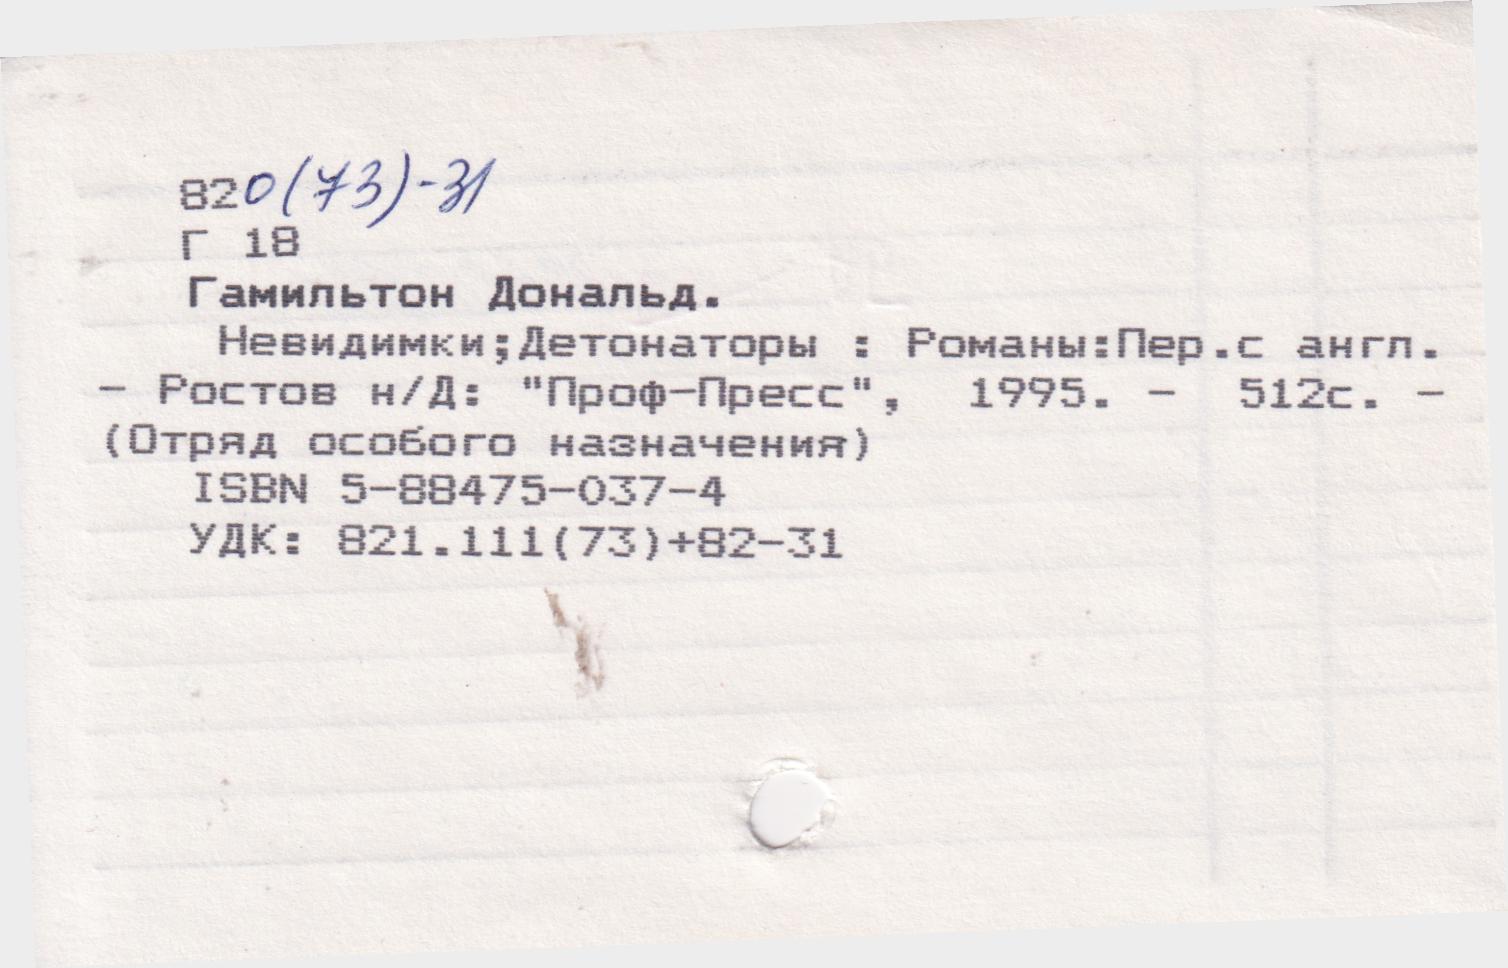 820(73)-31
Г 18
Гамильтон Дональд.
Невидимки;Детонаторы : Романы:Пер.с англ.
- Ростов н/Д: "Проф-Пресс", 1995. - 512с. -
(Отряд особого назначения)
ISBN 5-88475-037-4
УДК: 821.111(73)+82-31